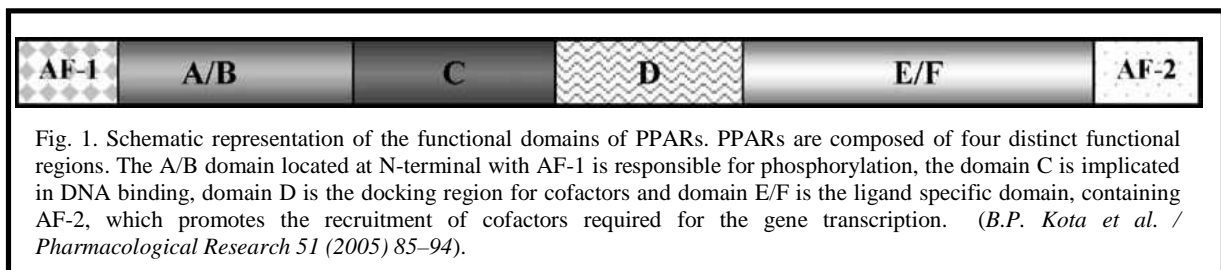 AF-1 A/B C D E/F AF-2
Fig. 1. Schematic representation of the functional domains of PPARs. PPARs are composed of four distinct functional
regions. The A/B domain located at N-terminal with AF-1 is responsible for phosphorylation, the domain C is implicated
in DNA binding, domain D is the docking region for cofactors and domain E/F is the ligand specific domain, containing
AF-2, which promotes the recruitment of cofactors required for the gene transcription. (B.P. Kota et al. /
Pharmacological Research 51 (2005) 85–94).